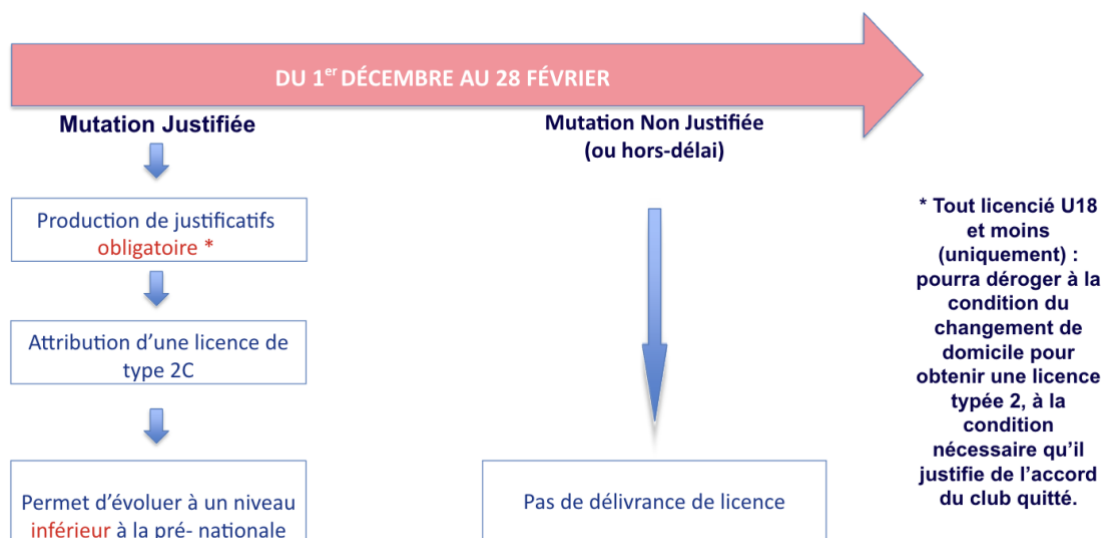 DU 1er DÉCEMBRE AU 28 FÉVRIER
Mutation Justifiée
Production de justificatifs
obligatoire *
Attribution d’une licence de
type 2C
Permet d’évoluer à un niveau
inférieur à la pré- nationale
Mutation Non Justifiée
(ou hors-délai)
Pas de délivrance de licence
* Tout licencié U18
et moins
(uniquement) :
pourra déroger à la
condition du
changement de
domicile pour
obtenir une licence
typée 2, à la
condition
nécessaire qu’il
justifie de l’accord
du club quitté.